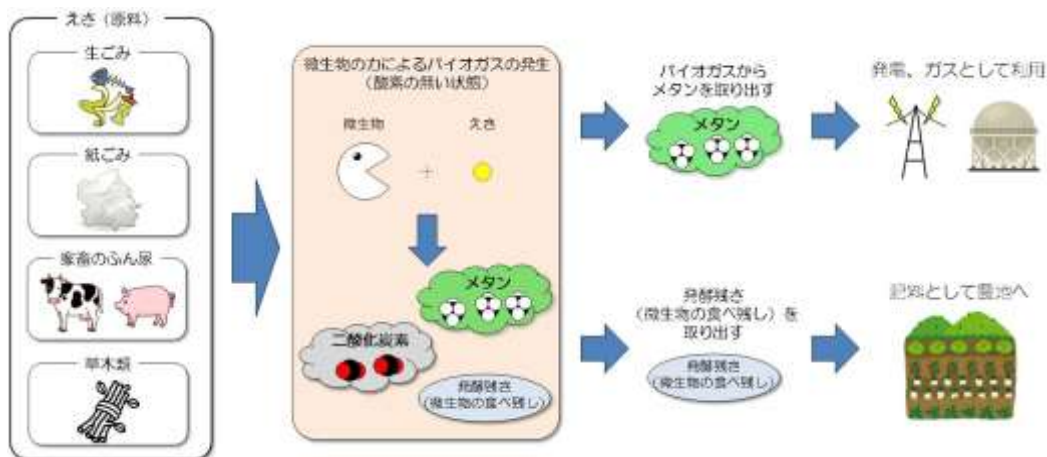 えさ（原料）
生ごみ
紙ごみ
家畜のふん尿
草木類
微生物の力によるバイオガスの発生
（酸素の無い状態）
微生物
えさ
+
メタン
二酸化炭素
発酵残さ
(微生物の食べ残し)
バイオガスから
メタンを取り出す
メタン
発電、ガスとして利用
発酵残さ
（微生物の食べ残し）を
取り出す
発酵残さ
(微生物の食べ残し)
肥料として農地へ